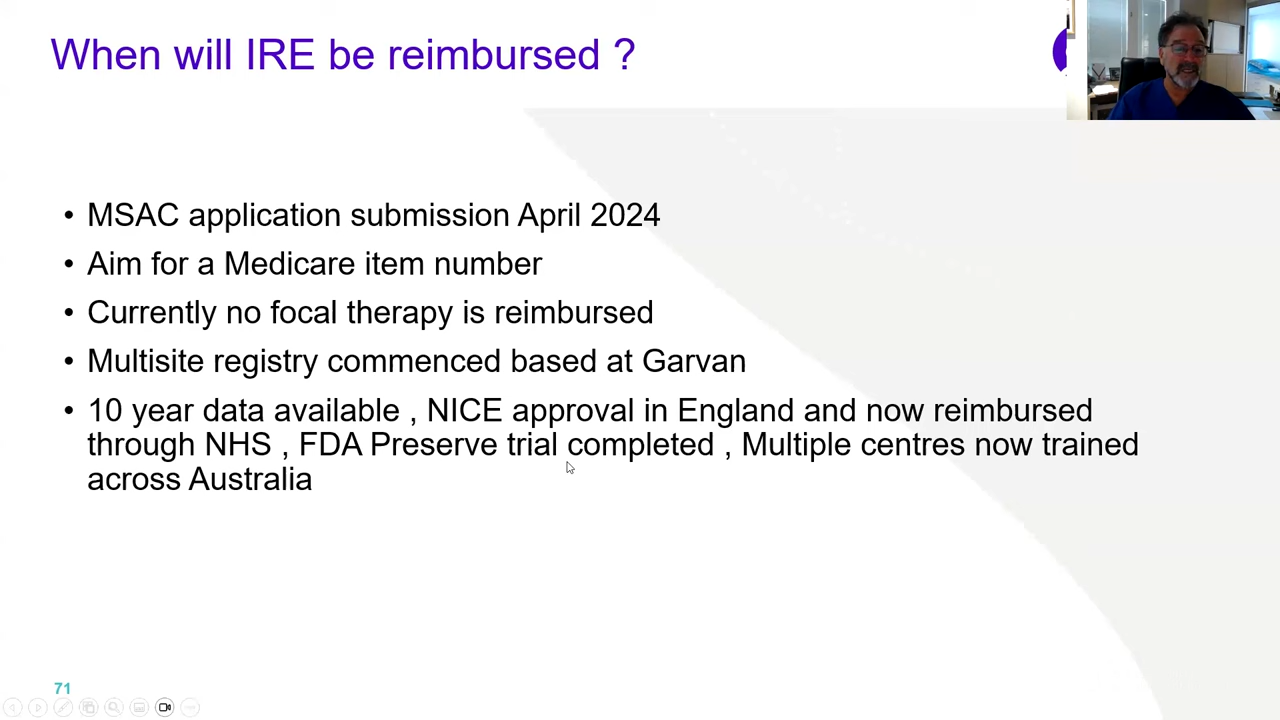 When will IRE be reimbursed ?
• MSAC application submission April 2024
• Aim for a Medicare item number
• Currently no focal therapy is reimbursed
• Multisite registry commenced based at Garvan
• 10 year data available , NICE approval in England and now reimbursed
through NHS , FDA Preserve trial completed , Multiple centres now trained
across Australia
71